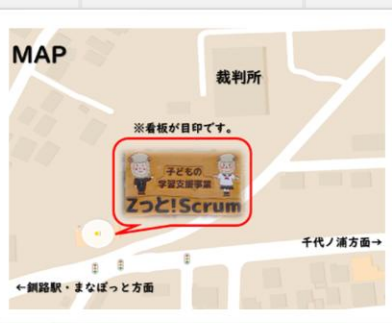 MAP
裁判所
※看板が目印です。
子どもの
学習支援事業
Zっと!Scrum
千代ノ浦方面→
←釧路駅・まなぼっと方面